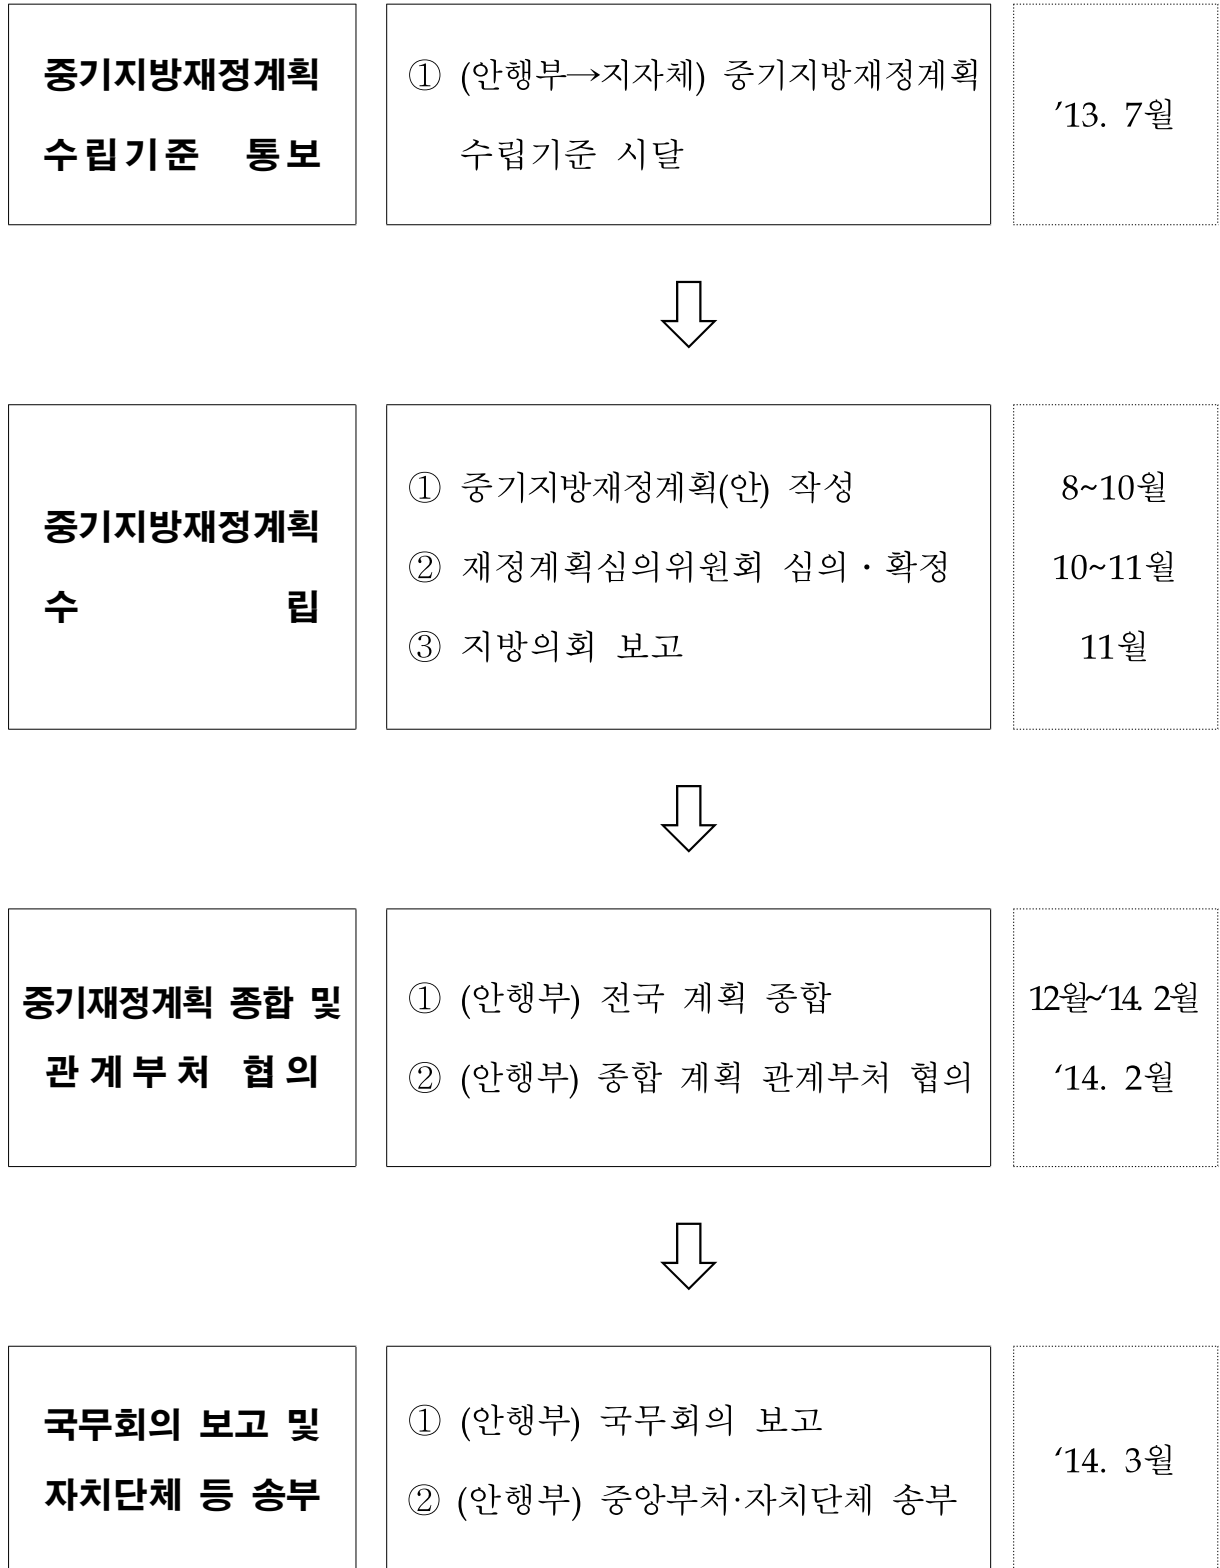 중기지방재정계획
수립기준 통보
① (안행부→지자체) 중기지방재정계획
수립기준 시달
′13. 7월
중기지방재정계획
수 립
① 중기지방재정계획(안) 작성
② 재정계획심의위원회 심의·확정
③ 지방의회 보고
8~10월
10~11월
11월
중기재정계획 종합 및
관계부처 협의
① (안행부) 전국 계획 종합
② (안행부) 종합 계획 관계부처 협의
12월~‘14. 2월
‘14. 2월
국무회의 보고 및
자치단체 등 송부
① (안행부) 국무회의 보고
② (안행부) 중앙부처·자치단체 송부
‘14. 3월